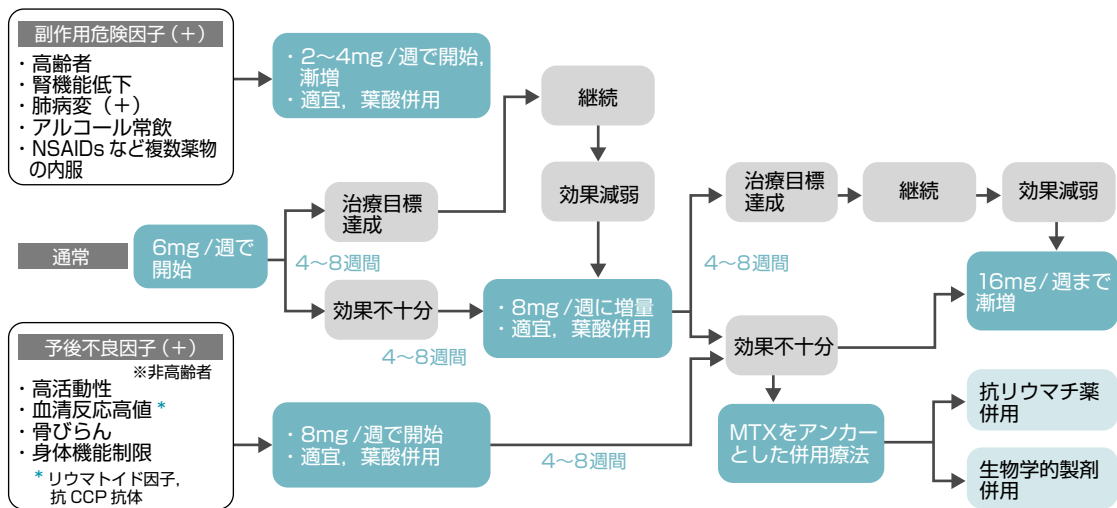 副作用危険因子（＋）
・高齢者
・腎機能低下
・肺病変（＋）
・アルコール常飲
・NSAIDs など複数薬物
の内服
・2〜4mg /週で開始,
漸増
・適宜，葉酸併用
継続
効果減弱
通常
6mg /週で
開始
4〜8週間
治療目標
達成
効果不十分
4〜8週間
・8mg /週に増量
・適宜，葉酸併用
4〜8週間
治療目標
達成
継続
効果減弱
16mg /週まで
漸増
効果不十分
予後不良因子（＋）
※非高齢者
・高活動性
・血清反応高値 *
・骨びらん
・身体機能制限
* リウマトイド因子，
抗 CCP 抗体
・8mg /週で開始
・適宜，葉酸併用
4〜8週間
MTXをアンカー
とした併用療法
抗リウマチ薬
併用
生物学的製剤
併用